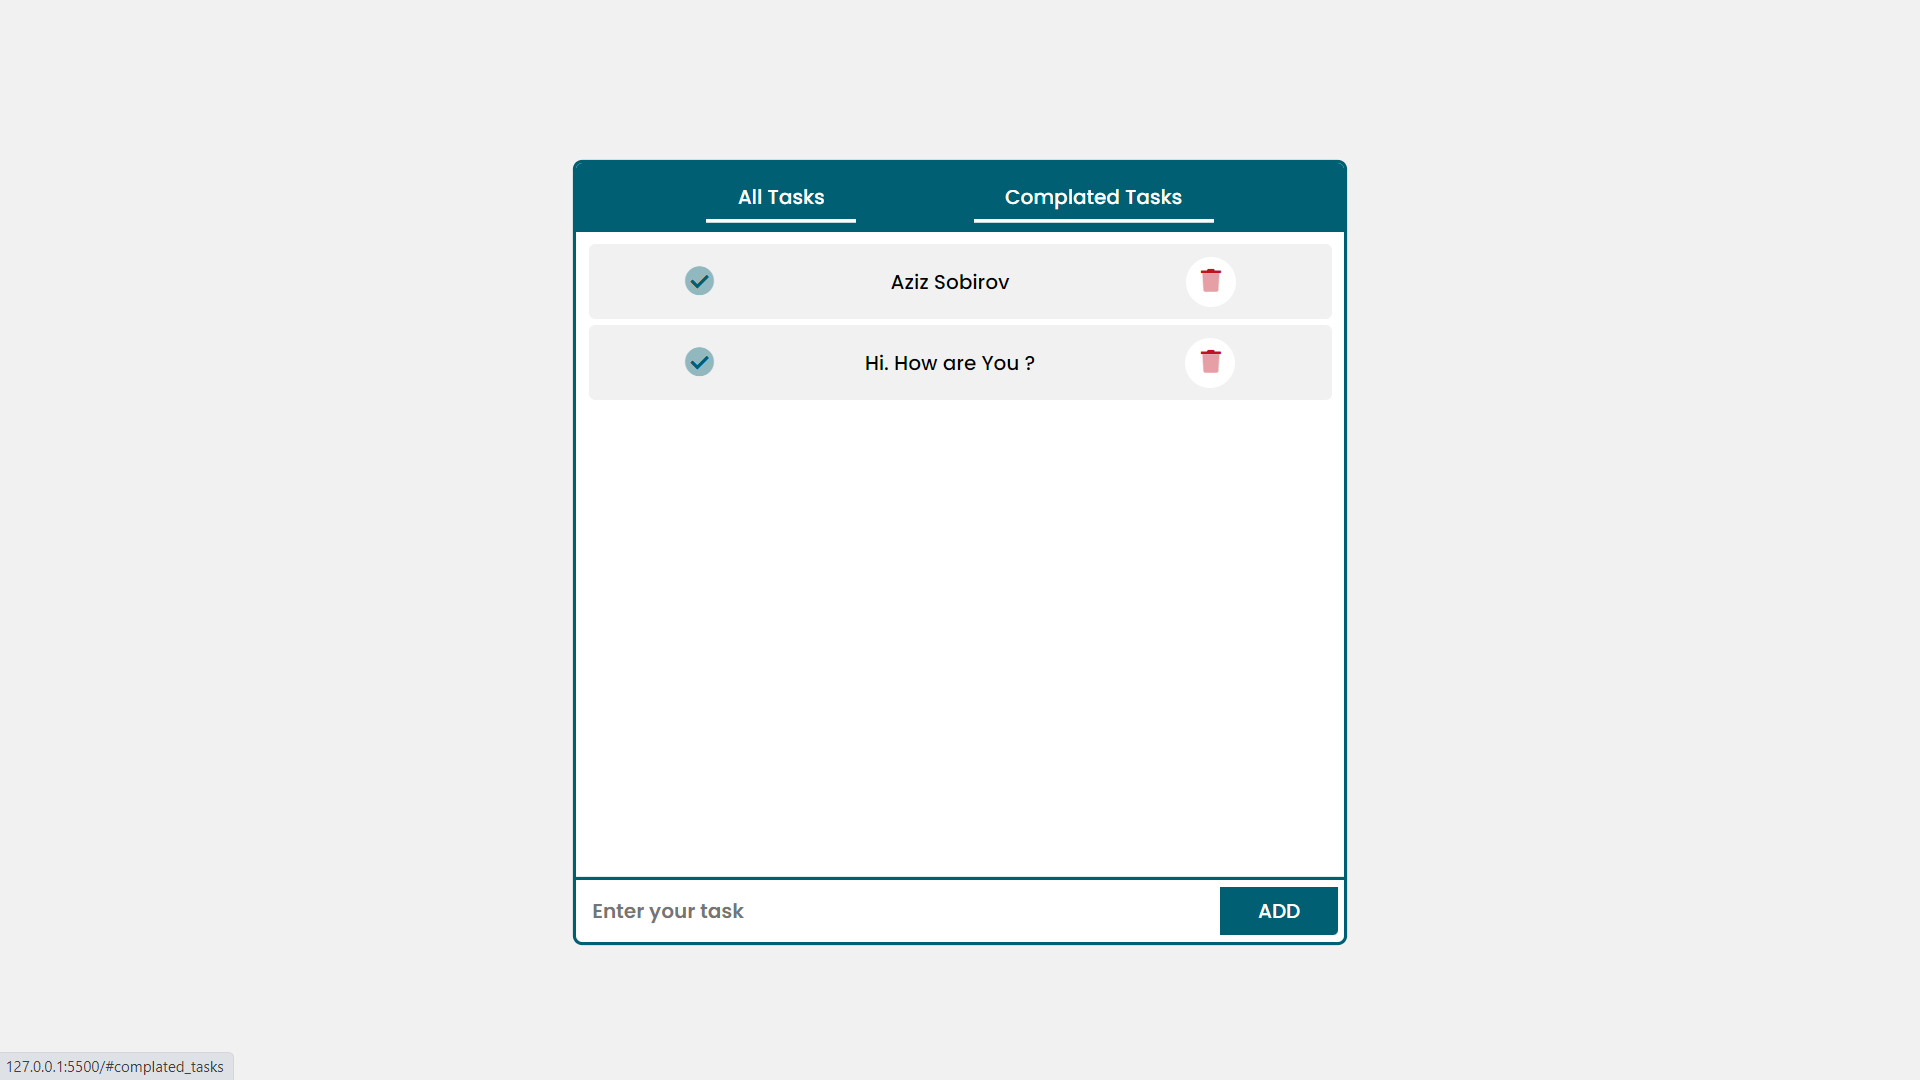 All Tasks
Complated Tasks
Aziz Sobirov
Hi. How are You ?
Enter your task
ADD
127.0.0.1:5500/#complated_tasks